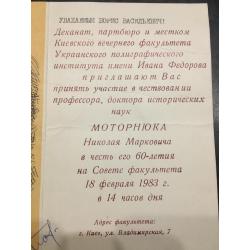 УВАЖАЕМЫЙ БОРИС ВАСИЛЬЕВИЧ!
Деканат, партбюро и местком
Киевского вечернего факультета
Украинского полиграфического
института имени Ивана Федорова
приглашают Вас
принять участие в чествовании
профессора, доктора исторических
наук
МОТОРНЮКА
Николая Марковича
в честь его 60-летия
на Совете факультета
18 февраля 1983 г
в 14 часов дня
Адрес факультета:
г. Киев, ул. Владимирская, 7